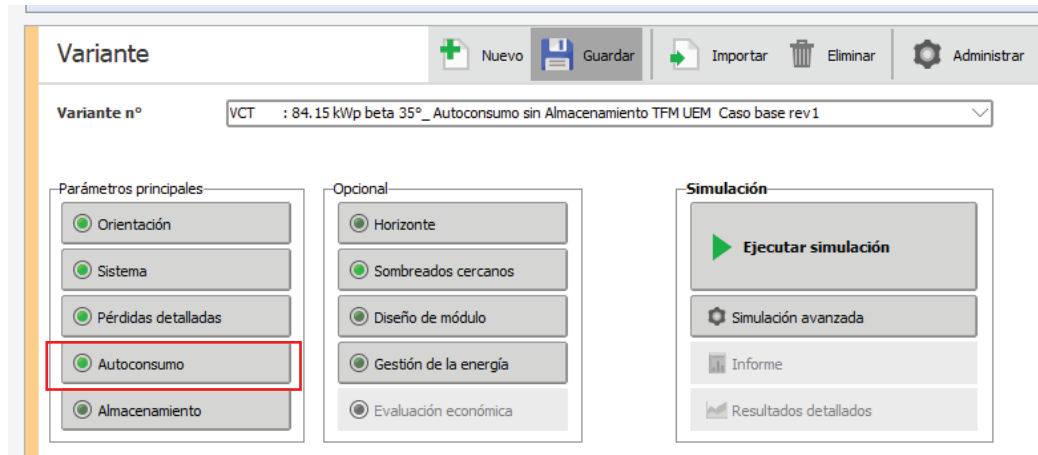 Variante
Nuevo
Guardar
Importar
Eliminar
Administrar
Variante nº
VCT : 84.15 kWp beta 35°_ Autoconsumo sin Almacenamiento TFM UEM Caso base rev1
Parámetros principales
Orientación
Sistema
Pérdidas detalladas
Autoconsumo
Almacenamiento
Opcional
Horizonte
Sombreados cercanos
Diseño de módulo
Gestión de la energía
Evaluación económica
Simulación
Ejecutar simulación
Simulación avanzada
Informe
Resultados detallados